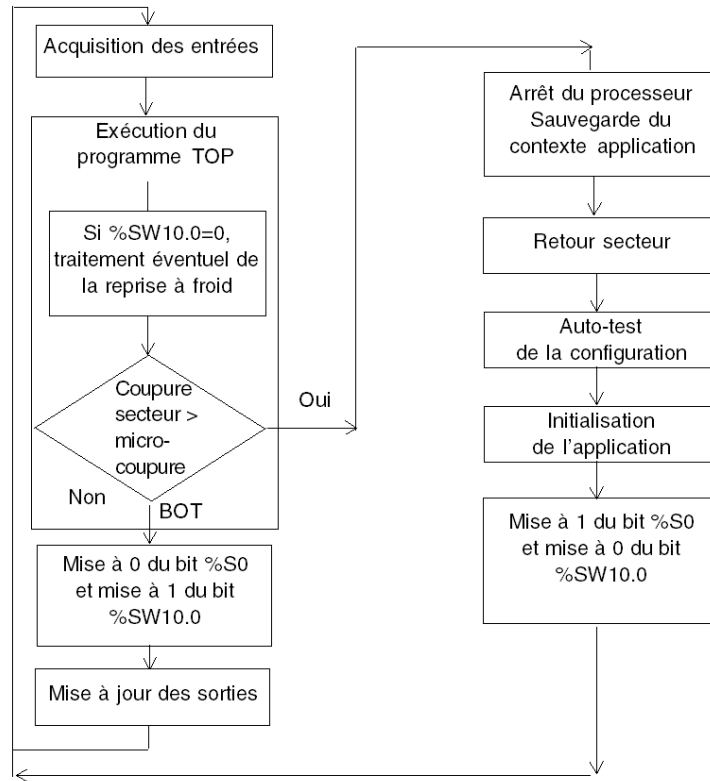 Acquisition des entrées
Exécution du
programme TOP
Si %SW10.0=0,
traitement éventuel de
la reprise à froid
Coupure
secteur >
micro-
coupure
Oui
Non
BOT
Mise à 0 du bit %S0
et mise à 1 du bit
%SW10.0
Mise à jour des sorties
Arrêt du processeur
Sauvegarde du
contexte application
Retour secteur
Auto-test
de la configuration
Initialisation
de l'application
Mise à 1 du bit %S0
et mise à 0 du bit
%SW10.0